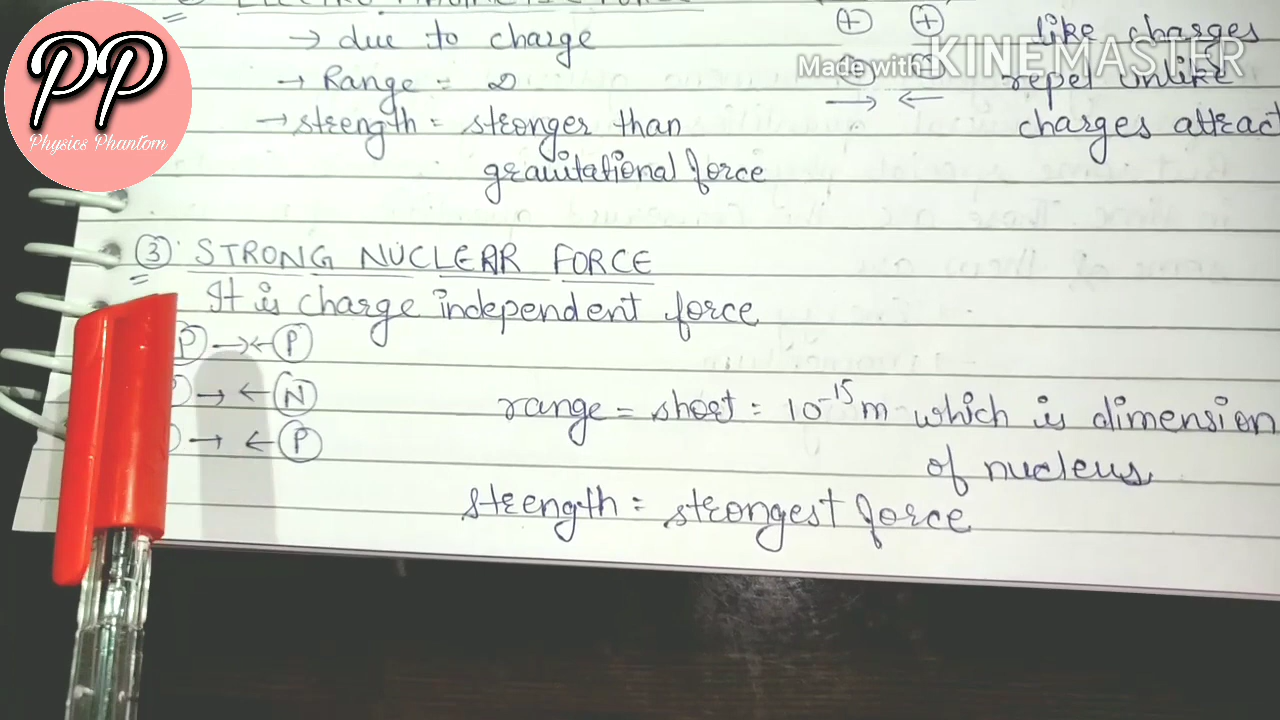 PP
Physics Phantom
Made with KINEMASTER
→ due to charge
⊕ ⊕ like charges
→ Range = ∞
repel unlike
→ ←
→ strength = stronger than
charges attract
gravitational force
③ STRONG NUCLEAR FORCE
It is charge independent force
P → ← P
→ ← N
range = short = 10⁻¹⁵ m which is dimension
→ ← P
of nucleus
strength = strongest force